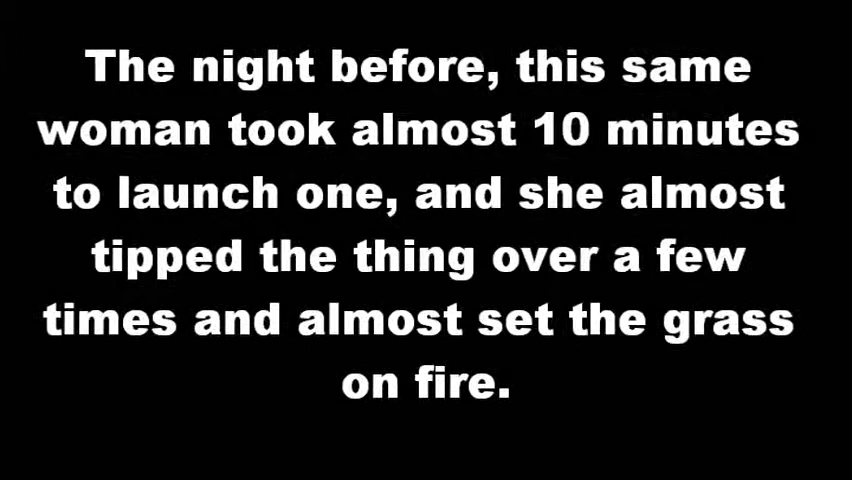 The night before, this same
woman took almost 10 minutes
to launch one, and she almost
tipped the thing over a few
times and almost set the grass
on fire.